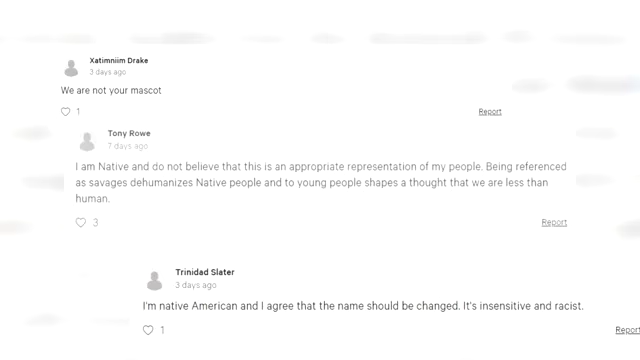 Xatimniim Drake
3 days ago
We are not your mascot
1
Report
Tony Rowe
7 days ago
I am Native and do not believe that this is an appropriate representation of my people. Being referenced
as savages dehumanizes Native people and to young people shapes a thought that we are less than
human.
3
Report
Trinidad Slater
3 days ago
I'm native American and I agree that the name should be changed. It's insensitive and racist.
1
Report